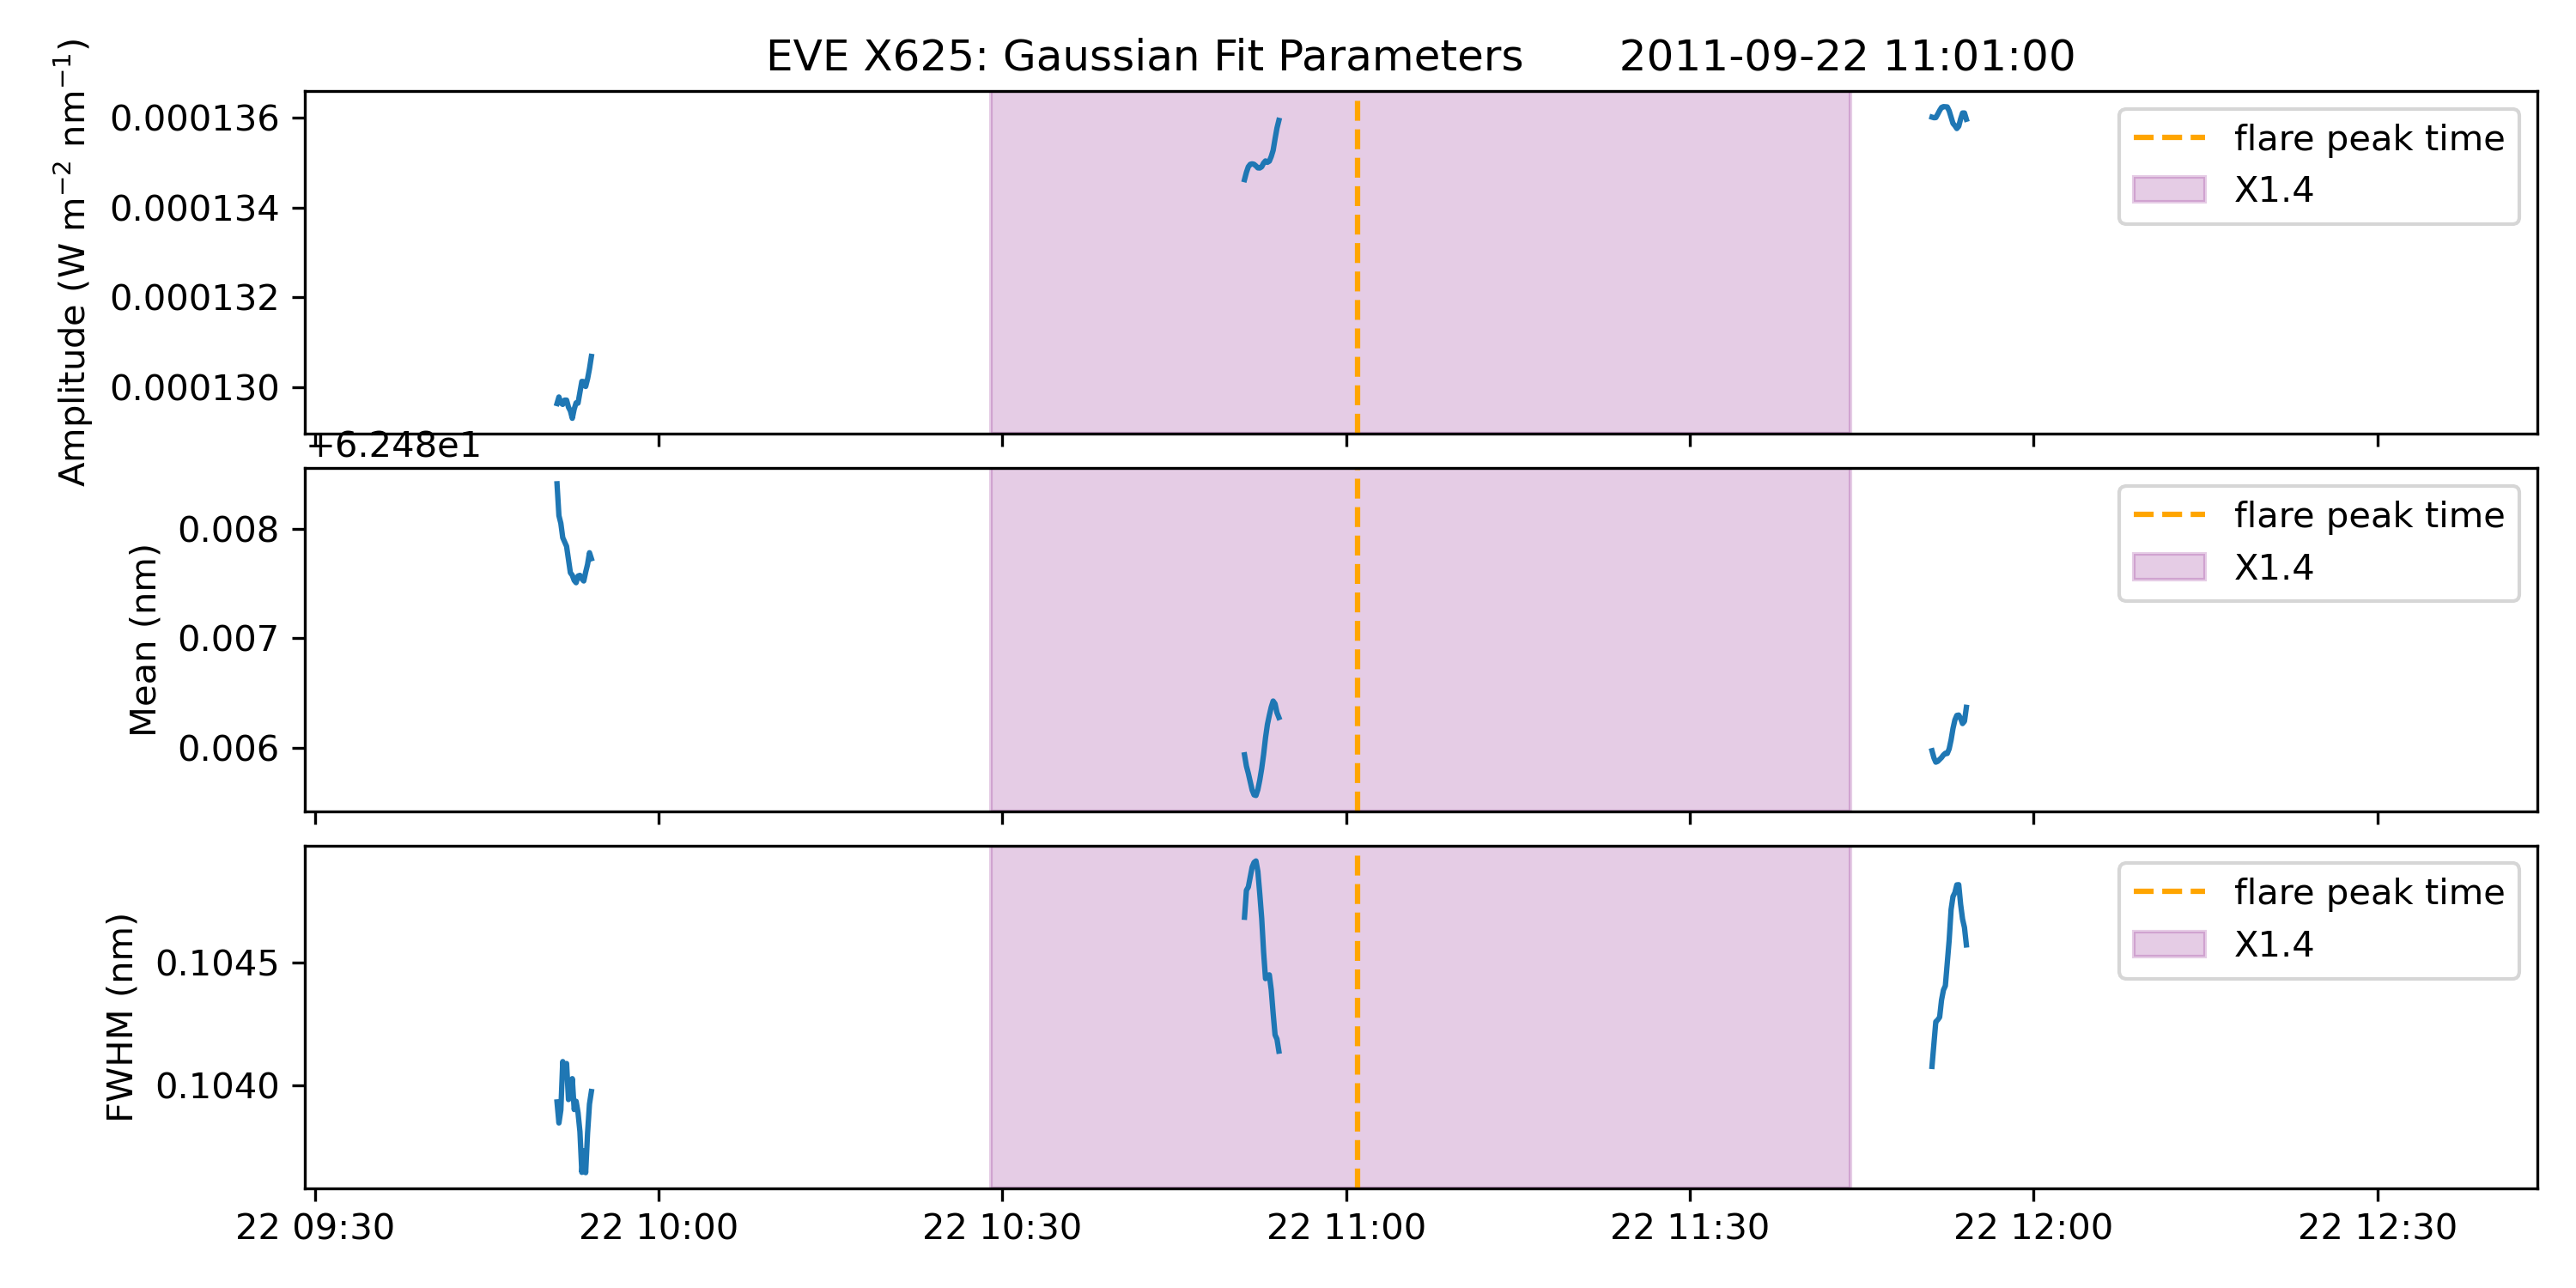 EVE X625: Gaussian Fit Parameters 2011-09-22 11:01:00
Amplitude (W m⁻² nm⁻¹)
0.000136
0.000134
0.000132
0.000130
flare peak time
X1.4
+6.248e1
Mean (nm)
0.008
0.007
0.006
flare peak time
X1.4
FWHM (nm)
0.1045
0.1040
flare peak time
X1.4
22 09:30 22 10:00 22 10:30 22 11:00 22 11:30 22 12:00 22 12:30